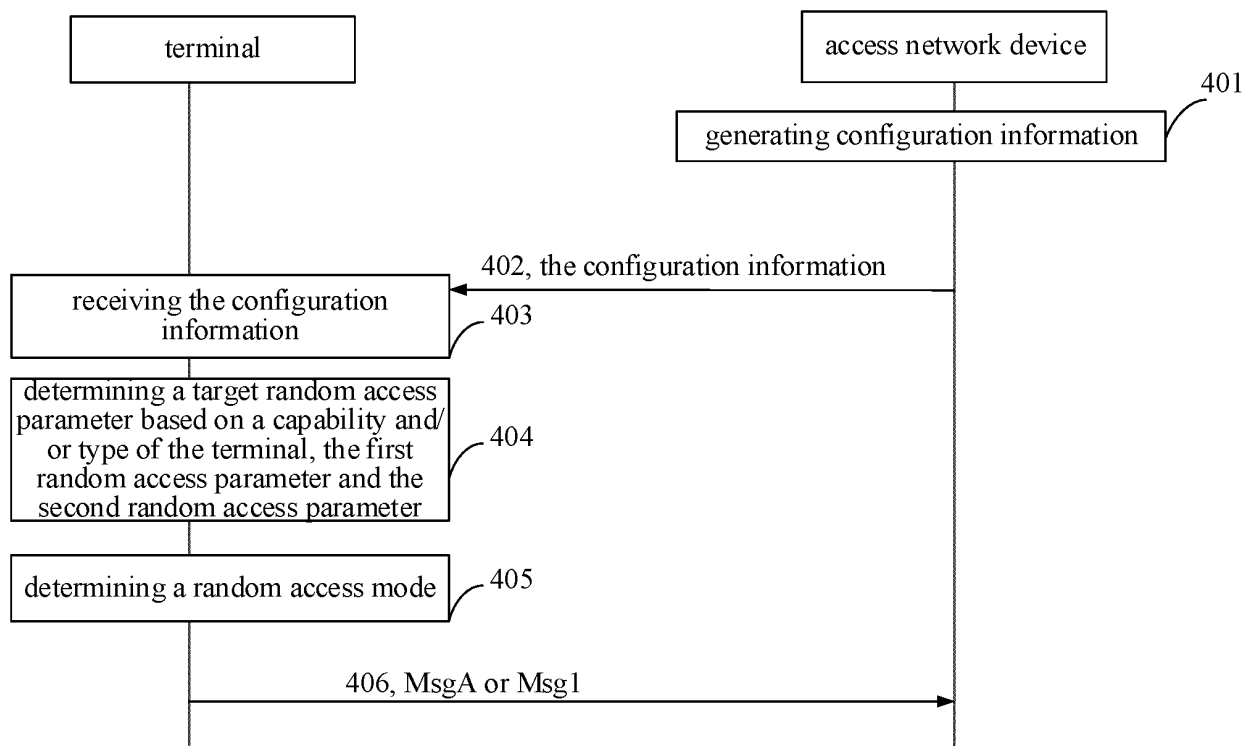 terminal
access network device
401
generating configuration information
402, the configuration information
receiving the configuration
information
403
determining a target random access
parameter based on a capability and/
or type of the terminal, the first
random access parameter and the
second random access parameter
404
determining a random access mode
405
406, MsgA or Msg1